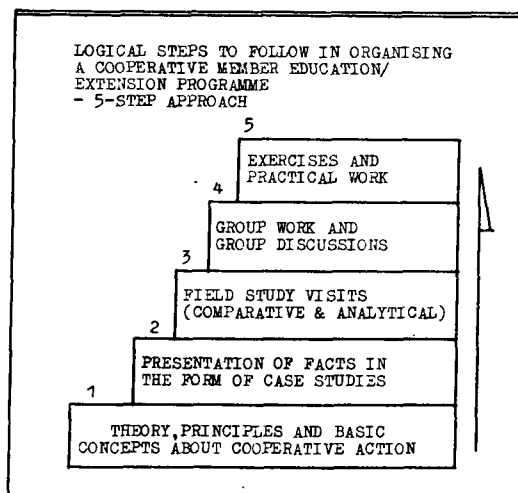 LOGICAL STEPS TO FOLLOW IN ORGANISING
A COOPERATIVE MEMBER EDUCATION/
EXTENSION PROGRAMME
- 5-STEP APPROACH
5
EXERCISES AND
PRACTICAL WORK
4
GROUP WORK AND
GROUP DISCUSSIONS
3
FIELD STUDY VISITS
(COMPARATIVE & ANALYTICAL)
2
PRESENTATION OF FACTS IN
THE FORM OF CASE STUDIES
1
THEORY, PRINCIPLES AND BASIC
CONCEPTS ABOUT COOPERATIVE ACTION